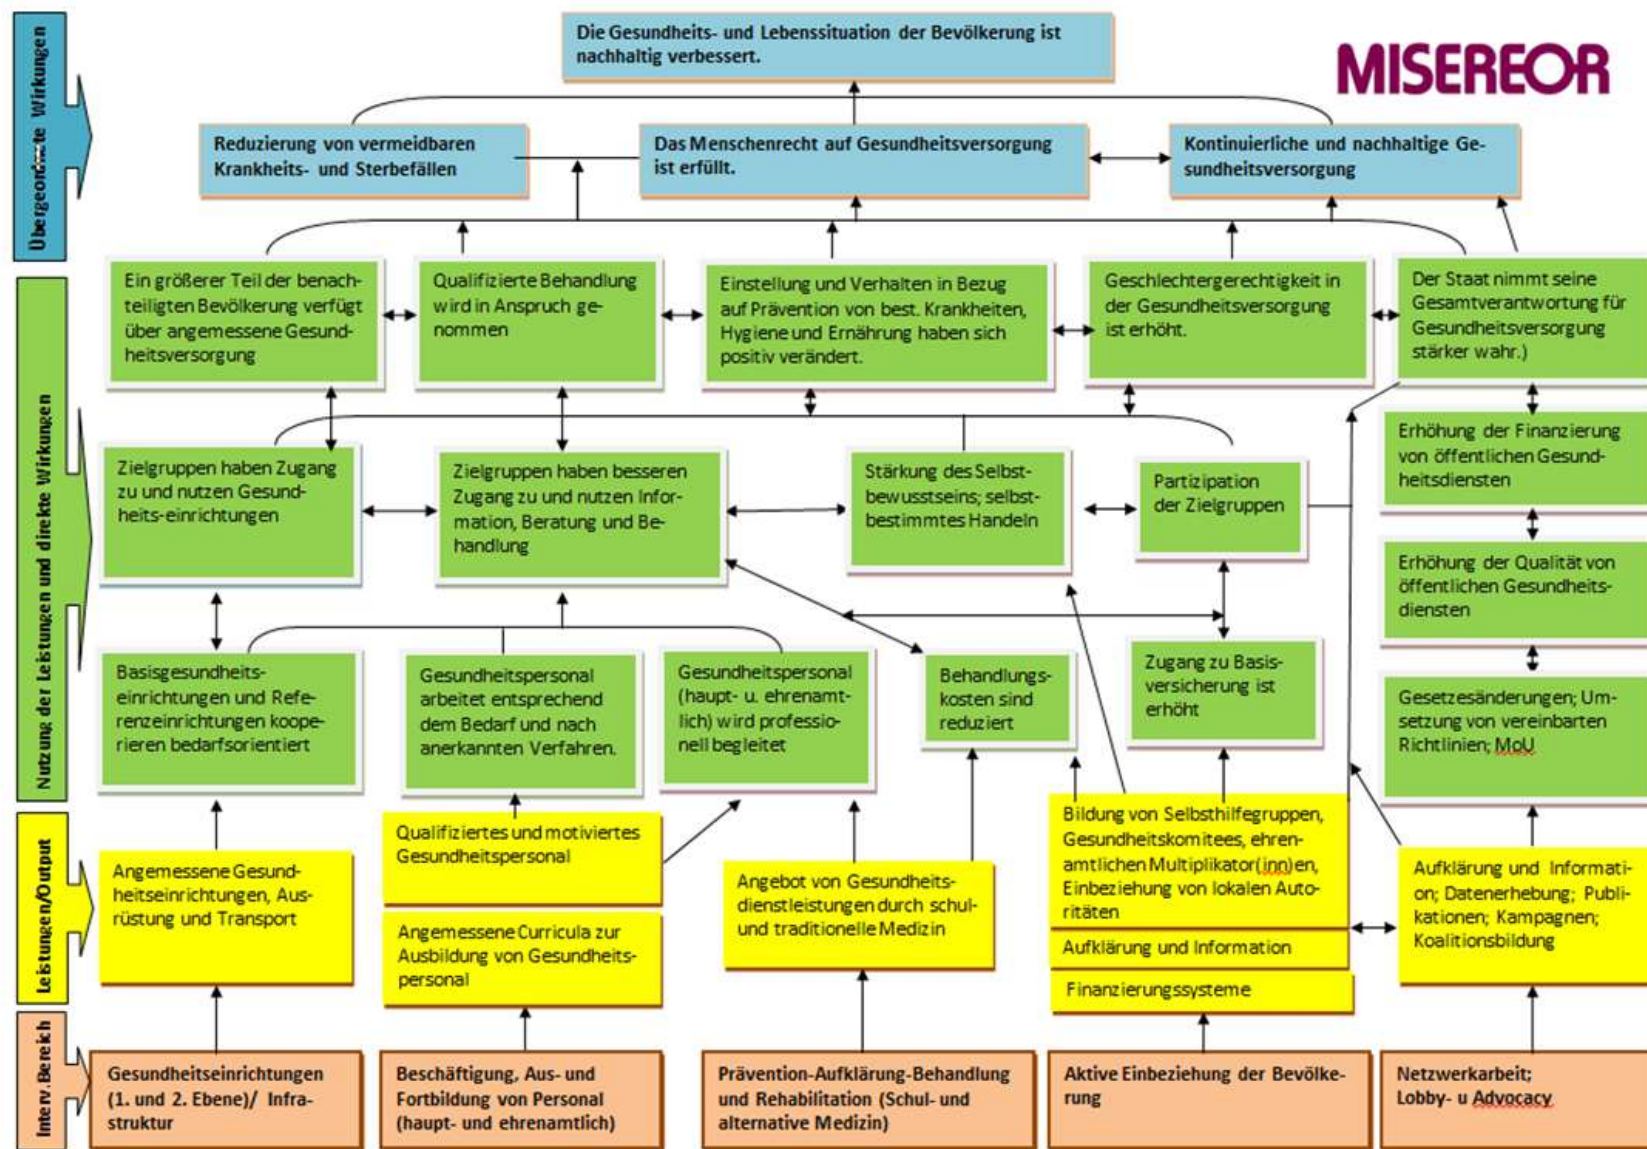 Die Gesundheits- und Lebenssituation der Bevölkerung ist
nachhaltig verbessert.
MISEREOR
Übergeordnete Wirkungen
Reduzierung von vermeidbaren
Krankheits- und Sterbefällen
Das Menschenrecht auf Gesundheitsversorgung
ist erfüllt.
Kontinuierliche und nachhaltige Ge-
sundheitsversorgung
Nutzung der Leistungen und direkte Wirkungen
Ein größerer Teil der benach-
teiligten Bevölkerung verfügt
über angemessene Gesund-
heitsversorgung
Qualifizierte Behandlung
wird in Anspruch ge-
nommen
Einstellung und Verhalten in Bezug
auf Prävention von best. Krankheiten,
Hygiene und Ernährung haben sich
positiv verändert.
Geschlechtergerechtigkeit in
der Gesundheitsversorgung
ist erhöht.
Der Staat nimmt seine
Gesamtverantwortung für
Gesundheitsversorgung
stärker wahr.)
Zielgruppen haben Zugang
zu und nutzen Gesund-
heits-einrichtungen
Zielgruppen haben besseren
Zugang zu und nutzen Infor-
mation, Beratung und Be-
handlung
Stärkung des Selbst-
bewusstseins; selbst-
bestimmtes Handeln
Partizipation
der Zielgruppen
Erhöhung der Finanzierung
von öffentlichen Gesund-
heitsdiensten
Erhöhung der Qualität von
öffentlichen Gesundheits-
diensten
Basisgesundheits-
einrichtungen und Refe-
renzeinrichtungen koope-
rieren bedarfsorientiert
Gesundheitspersonal
arbeitet entsprechend
dem Bedarf und nach
anerkannten Verfahren.
Gesundheitspersonal
(haupt- u. ehrenamt-
lich) wird professio-
nell begleitet
Behandlungs-
kosten sind
reduziert
Zugang zu Basis-
versicherung ist
erhöht
Gesetzesänderungen; Um-
setzung von vereinbarten
Richtlinien; MoU
Leistungen/Output
Angemessene Gesund-
heitseinrichtungen, Aus-
rüstung und Transport
Qualifiziertes und motiviertes
Gesundheitspersonal
Angemessene Curricula zur
Ausbildung von Gesundheits-
personal
Angebot von Gesundheits-
dienstleistungen durch schul-
und traditionelle Medizin
Bildung von Selbsthilfegruppen,
Gesundheitskomitees, ehren-
amtlichen Multiplikator(inn)en,
Einbeziehung von lokalen Auto-
ritäten
Aufklärung und Information
Finanzierungssysteme
Aufklärung und Informati-
on; Datenerhebung; Publi-
kationen; Kampagnen;
Koalitionsbildung
Interv.Bereich
Gesundheitseinrichtungen
(1. und 2. Ebene)/ Infra-
struktur
Beschäftigung, Aus- und
Fortbildung von Personal
(haupt- und ehrenamtlich)
Prävention-Aufklärung-Behandlung
und Rehabilitation (Schul- und
alternative Medizin)
Aktive Einbeziehung der Bevölke-
rung
Netzwerkarbeit;
Lobby- u Advocacy